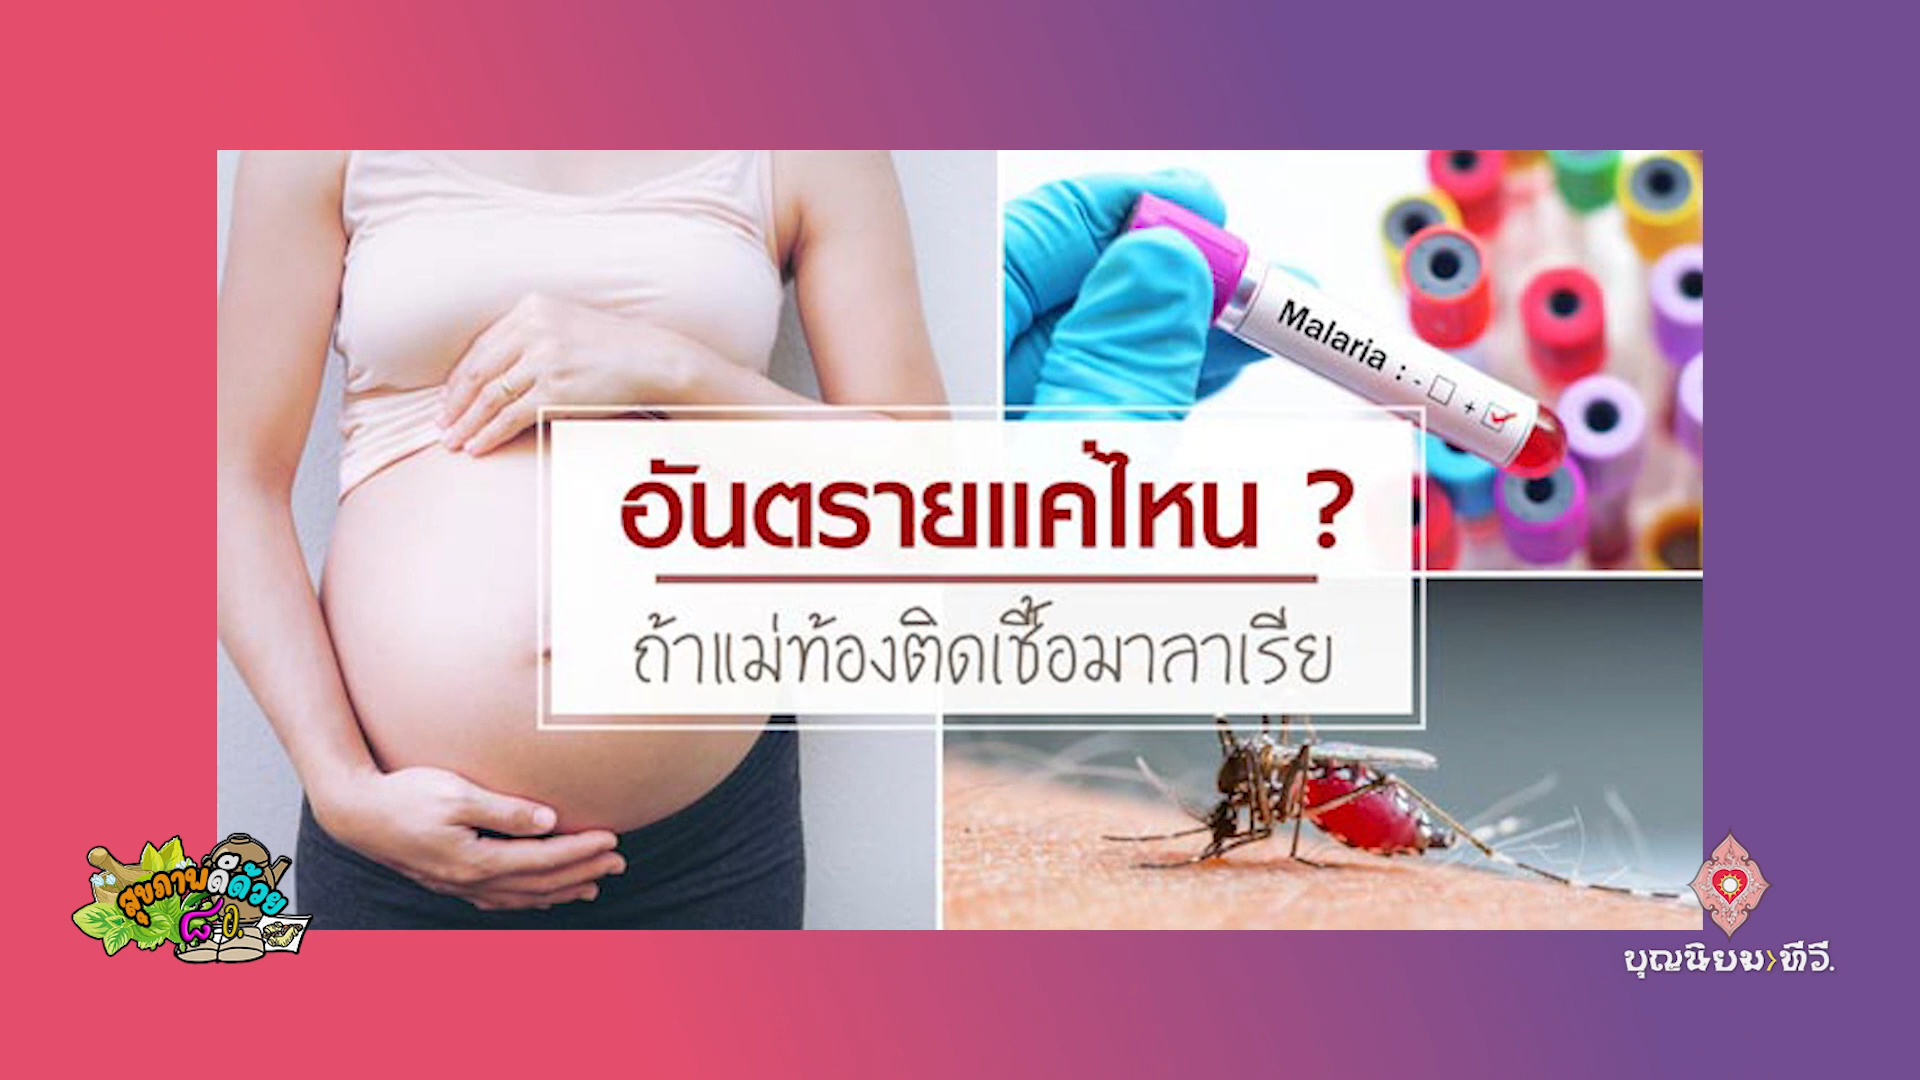 Malaria : - +
อันตรายแค่ไหน ?
ถ้าแม่ท้องติดเชื้อมาลาเรีย
สุขภาพดีด้วย
๘ อ.
บุญนิยม ทีวี.